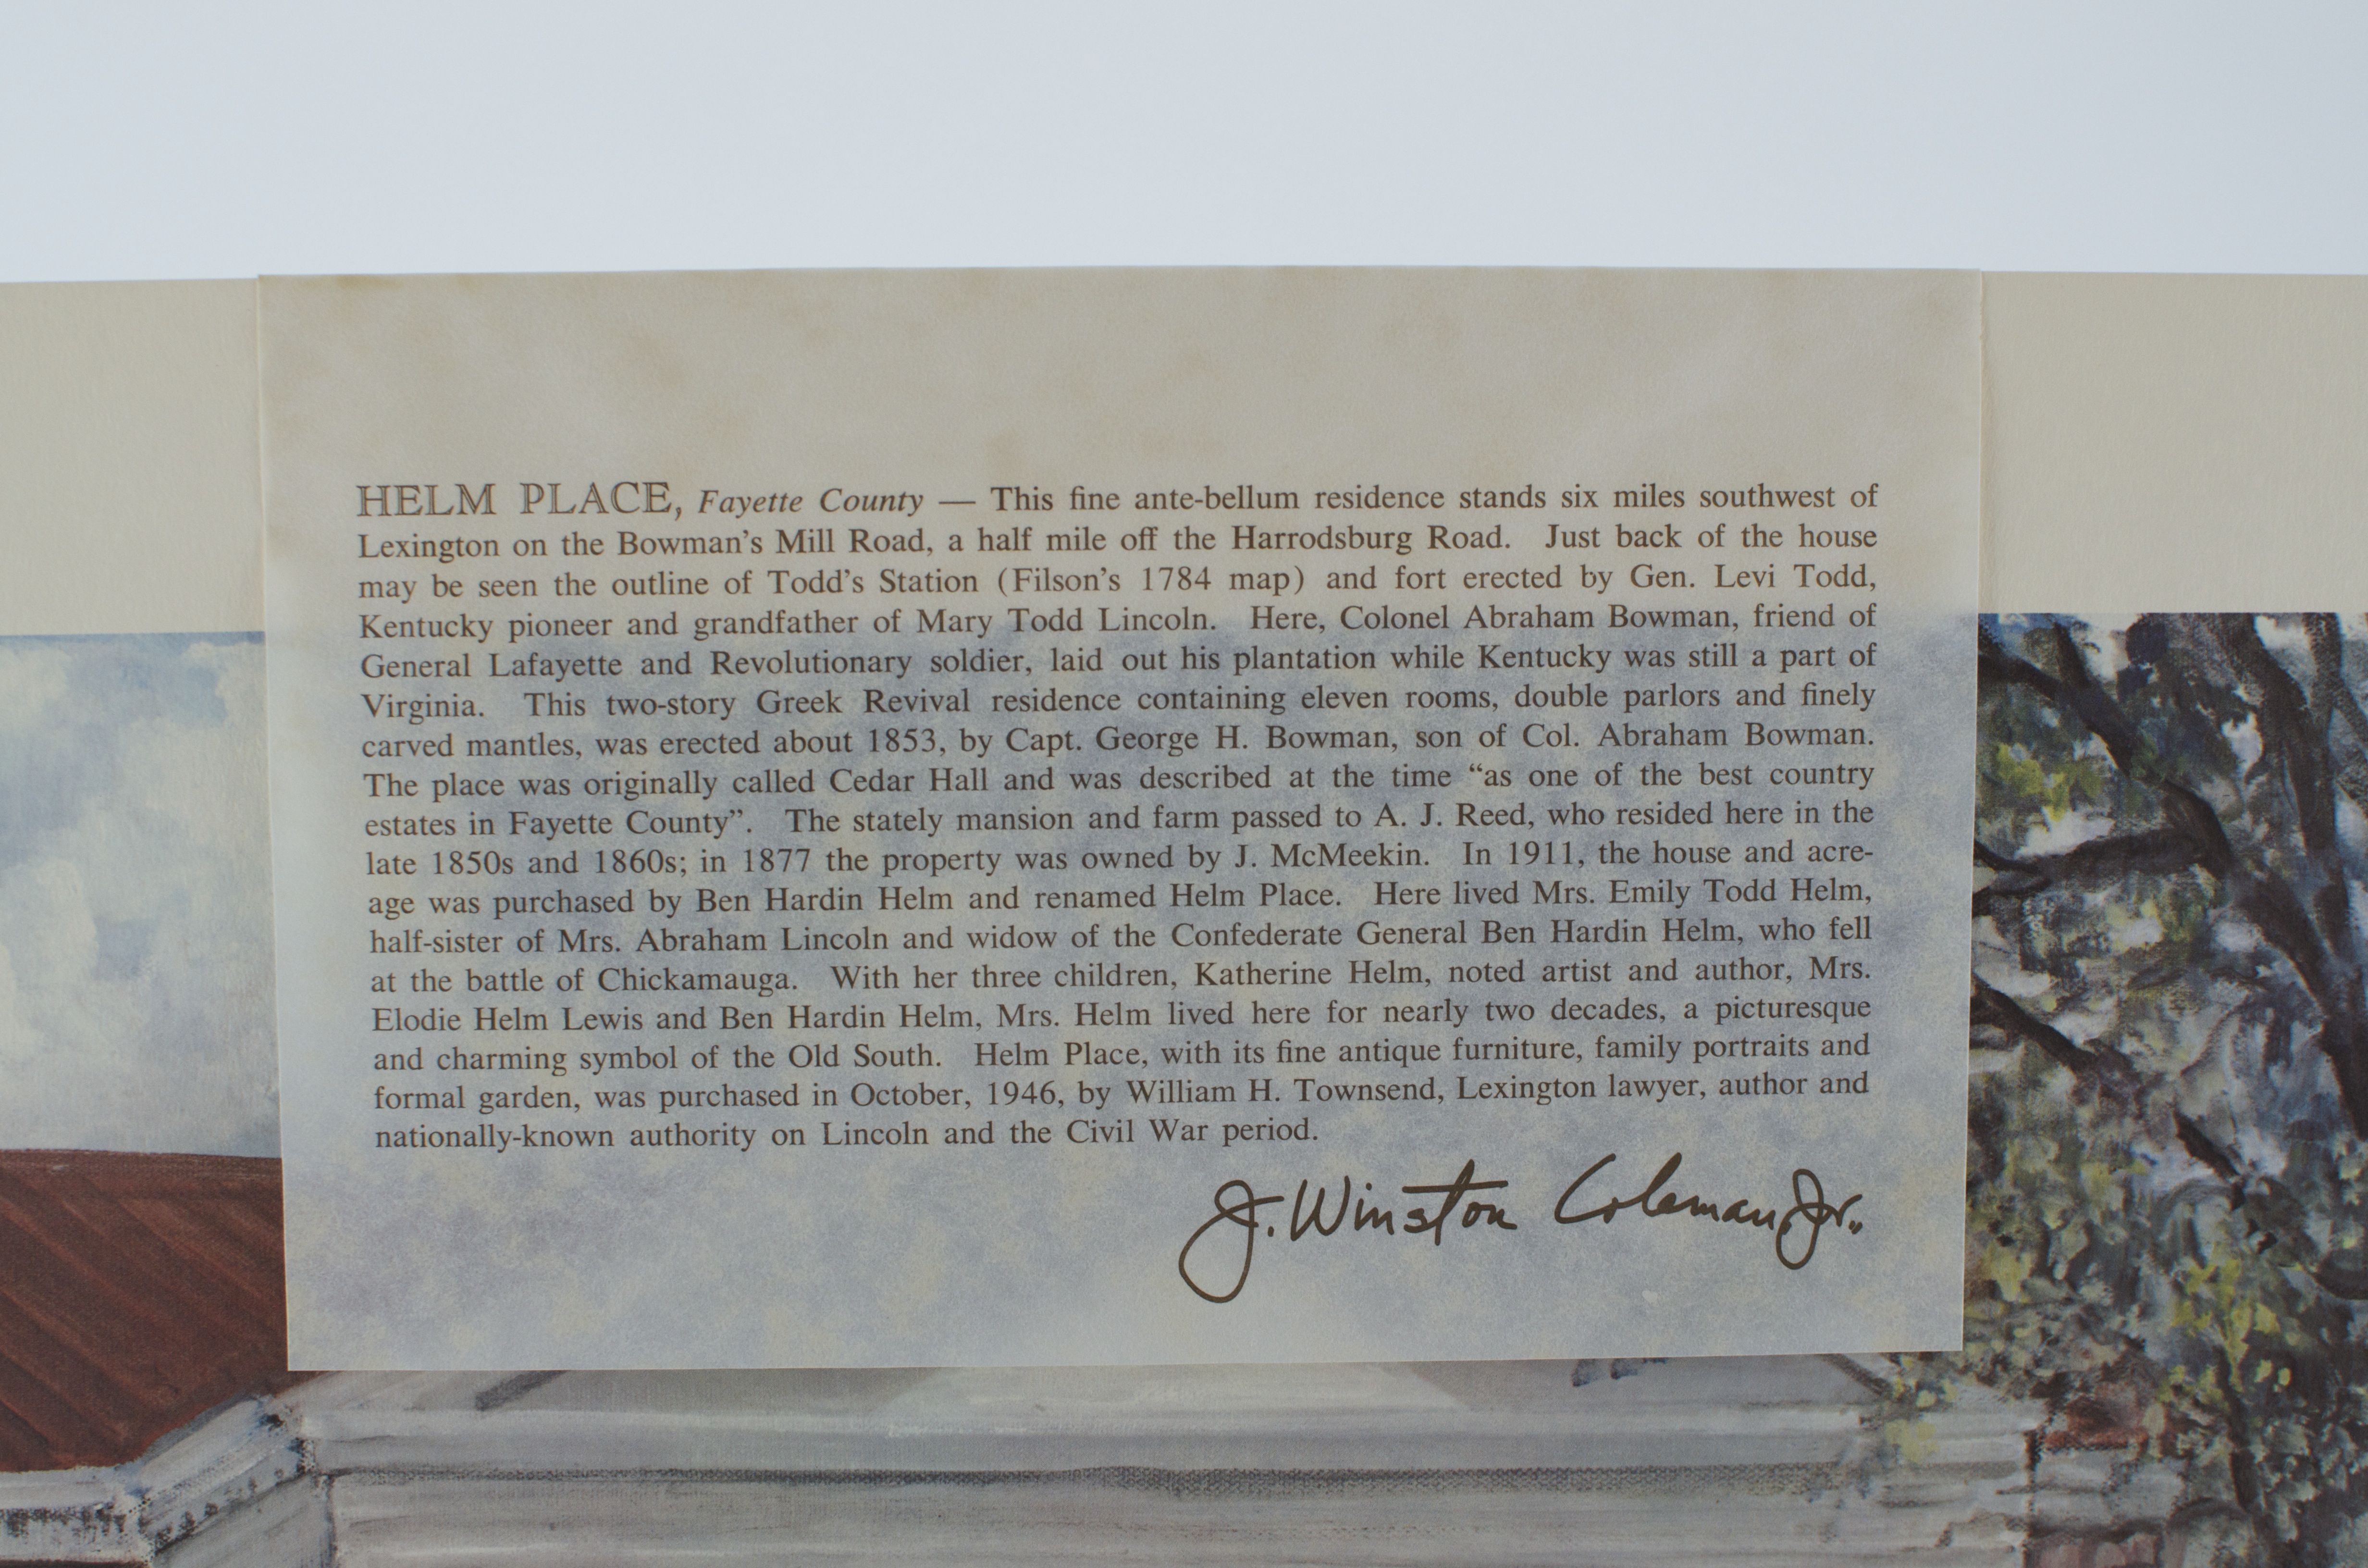 HELM PLACE, Fayette County — This fine ante-bellum residence stands six miles southwest of
Lexington on the Bowman's Mill Road, a half mile off the Harrodsburg Road. Just back of the house
may be seen the outline of Todd's Station (Filson's 1784 map) and fort erected by Gen. Levi Todd,
Kentucky pioneer and grandfather of Mary Todd Lincoln. Here, Colonel Abraham Bowman, friend of
General Lafayette and Revolutionary soldier, laid out his plantation while Kentucky was still a part of
Virginia. This two-story Greek Revival residence containing eleven rooms, double parlors and finely
carved mantles, was erected about 1853, by Capt. George H. Bowman, son of Col. Abraham Bowman.
The place was originally called Cedar Hall and was described at the time “as one of the best country
estates in Fayette County”. The stately mansion and farm passed to A. J. Reed, who resided here in the
late 1850s and 1860s; in 1877 the property was owned by J. McMeekin. In 1911, the house and acre-
age was purchased by Ben Hardin Helm and renamed Helm Place. Here lived Mrs. Emily Todd Helm,
half-sister of Mrs. Abraham Lincoln and widow of the Confederate General Ben Hardin Helm, who fell
at the battle of Chickamauga. With her three children, Katherine Helm, noted artist and author, Mrs.
Elodie Helm Lewis and Ben Hardin Helm, Mrs. Helm lived here for nearly two decades, a picturesque
and charming symbol of the Old South. Helm Place, with its fine antique furniture, family portraits and
formal garden, was purchased in October, 1946, by William H. Townsend, Lexington lawyer, author and
nationally-known authority on Lincoln and the Civil War period.
J. Winston Coleman, Jr..